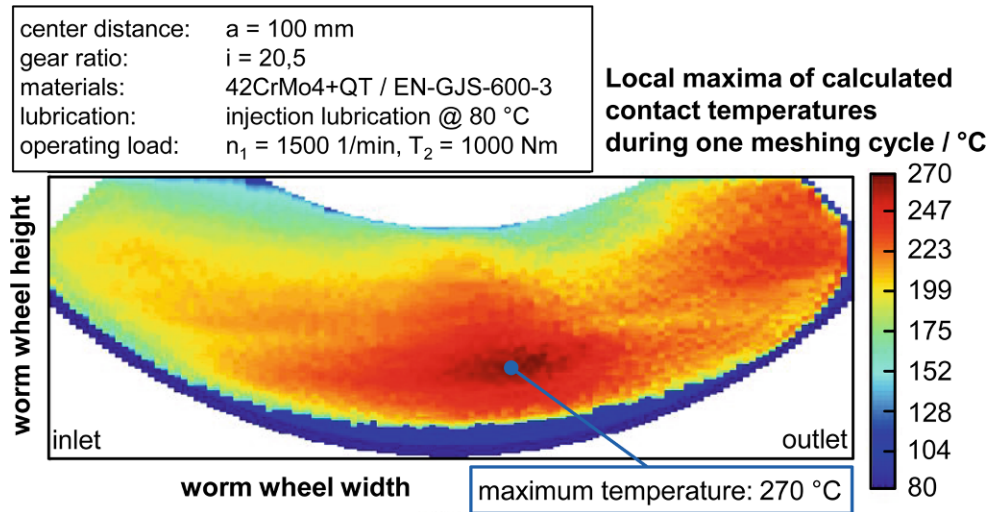 center distance: a = 100 mm
gear ratio: i = 20,5
materials: 42CrMo4+QT / EN-GJS-600-3
lubrication: injection lubrication @ 80 °C
operating load: n₁ = 1500 1/min, T₂ = 1000 Nm
Local maxima of calculated
contact temperatures
during one meshing cycle / °C
270
247
223
199
175
152
128
104
80
worm wheel height
inlet
outlet
worm wheel width
maximum temperature: 270 °C